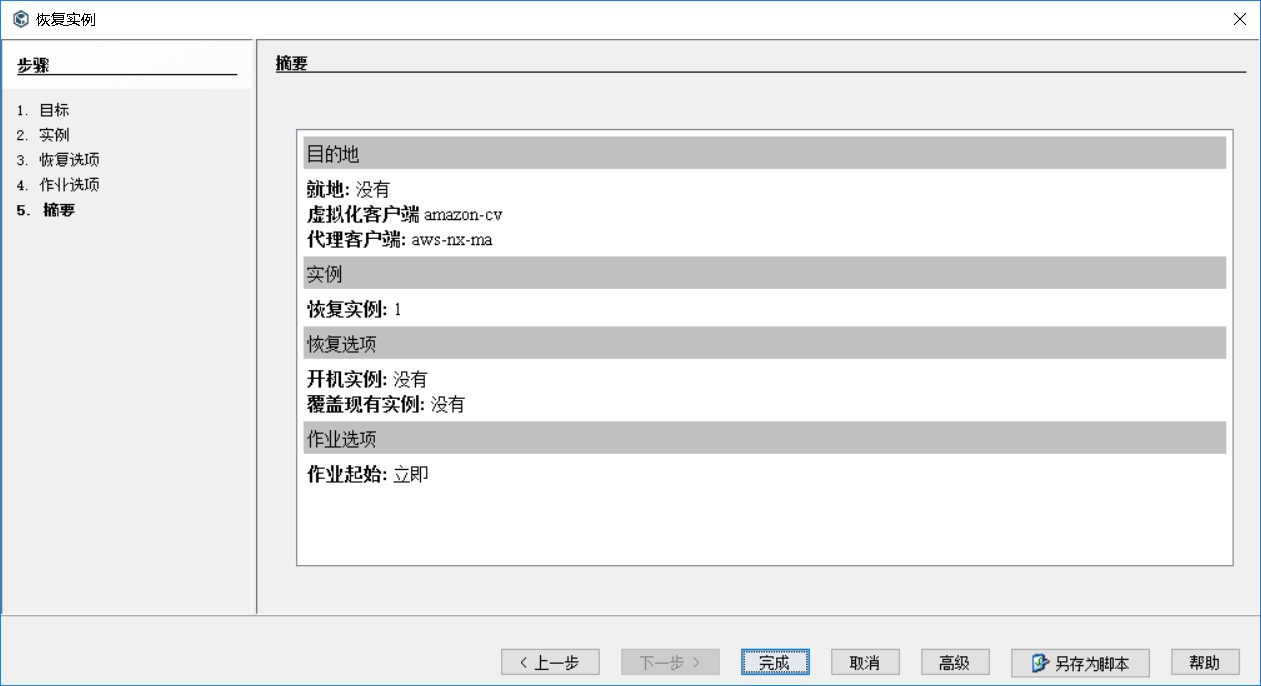 恢复实例
步骤
1. 目标
2. 实例
3. 恢复选项
4. 作业选项
5. 摘要
摘要
目的地
就地: 没有
虚拟化客户端 amazon-cv
代理客户端: aws-nx-ma
实例
恢复实例: 1
恢复选项
开机实例: 没有
覆盖现有实例: 没有
作业选项
作业起始: 立即
< 上一步
下一步 >
完成
取消
高级
另存为脚本
帮助